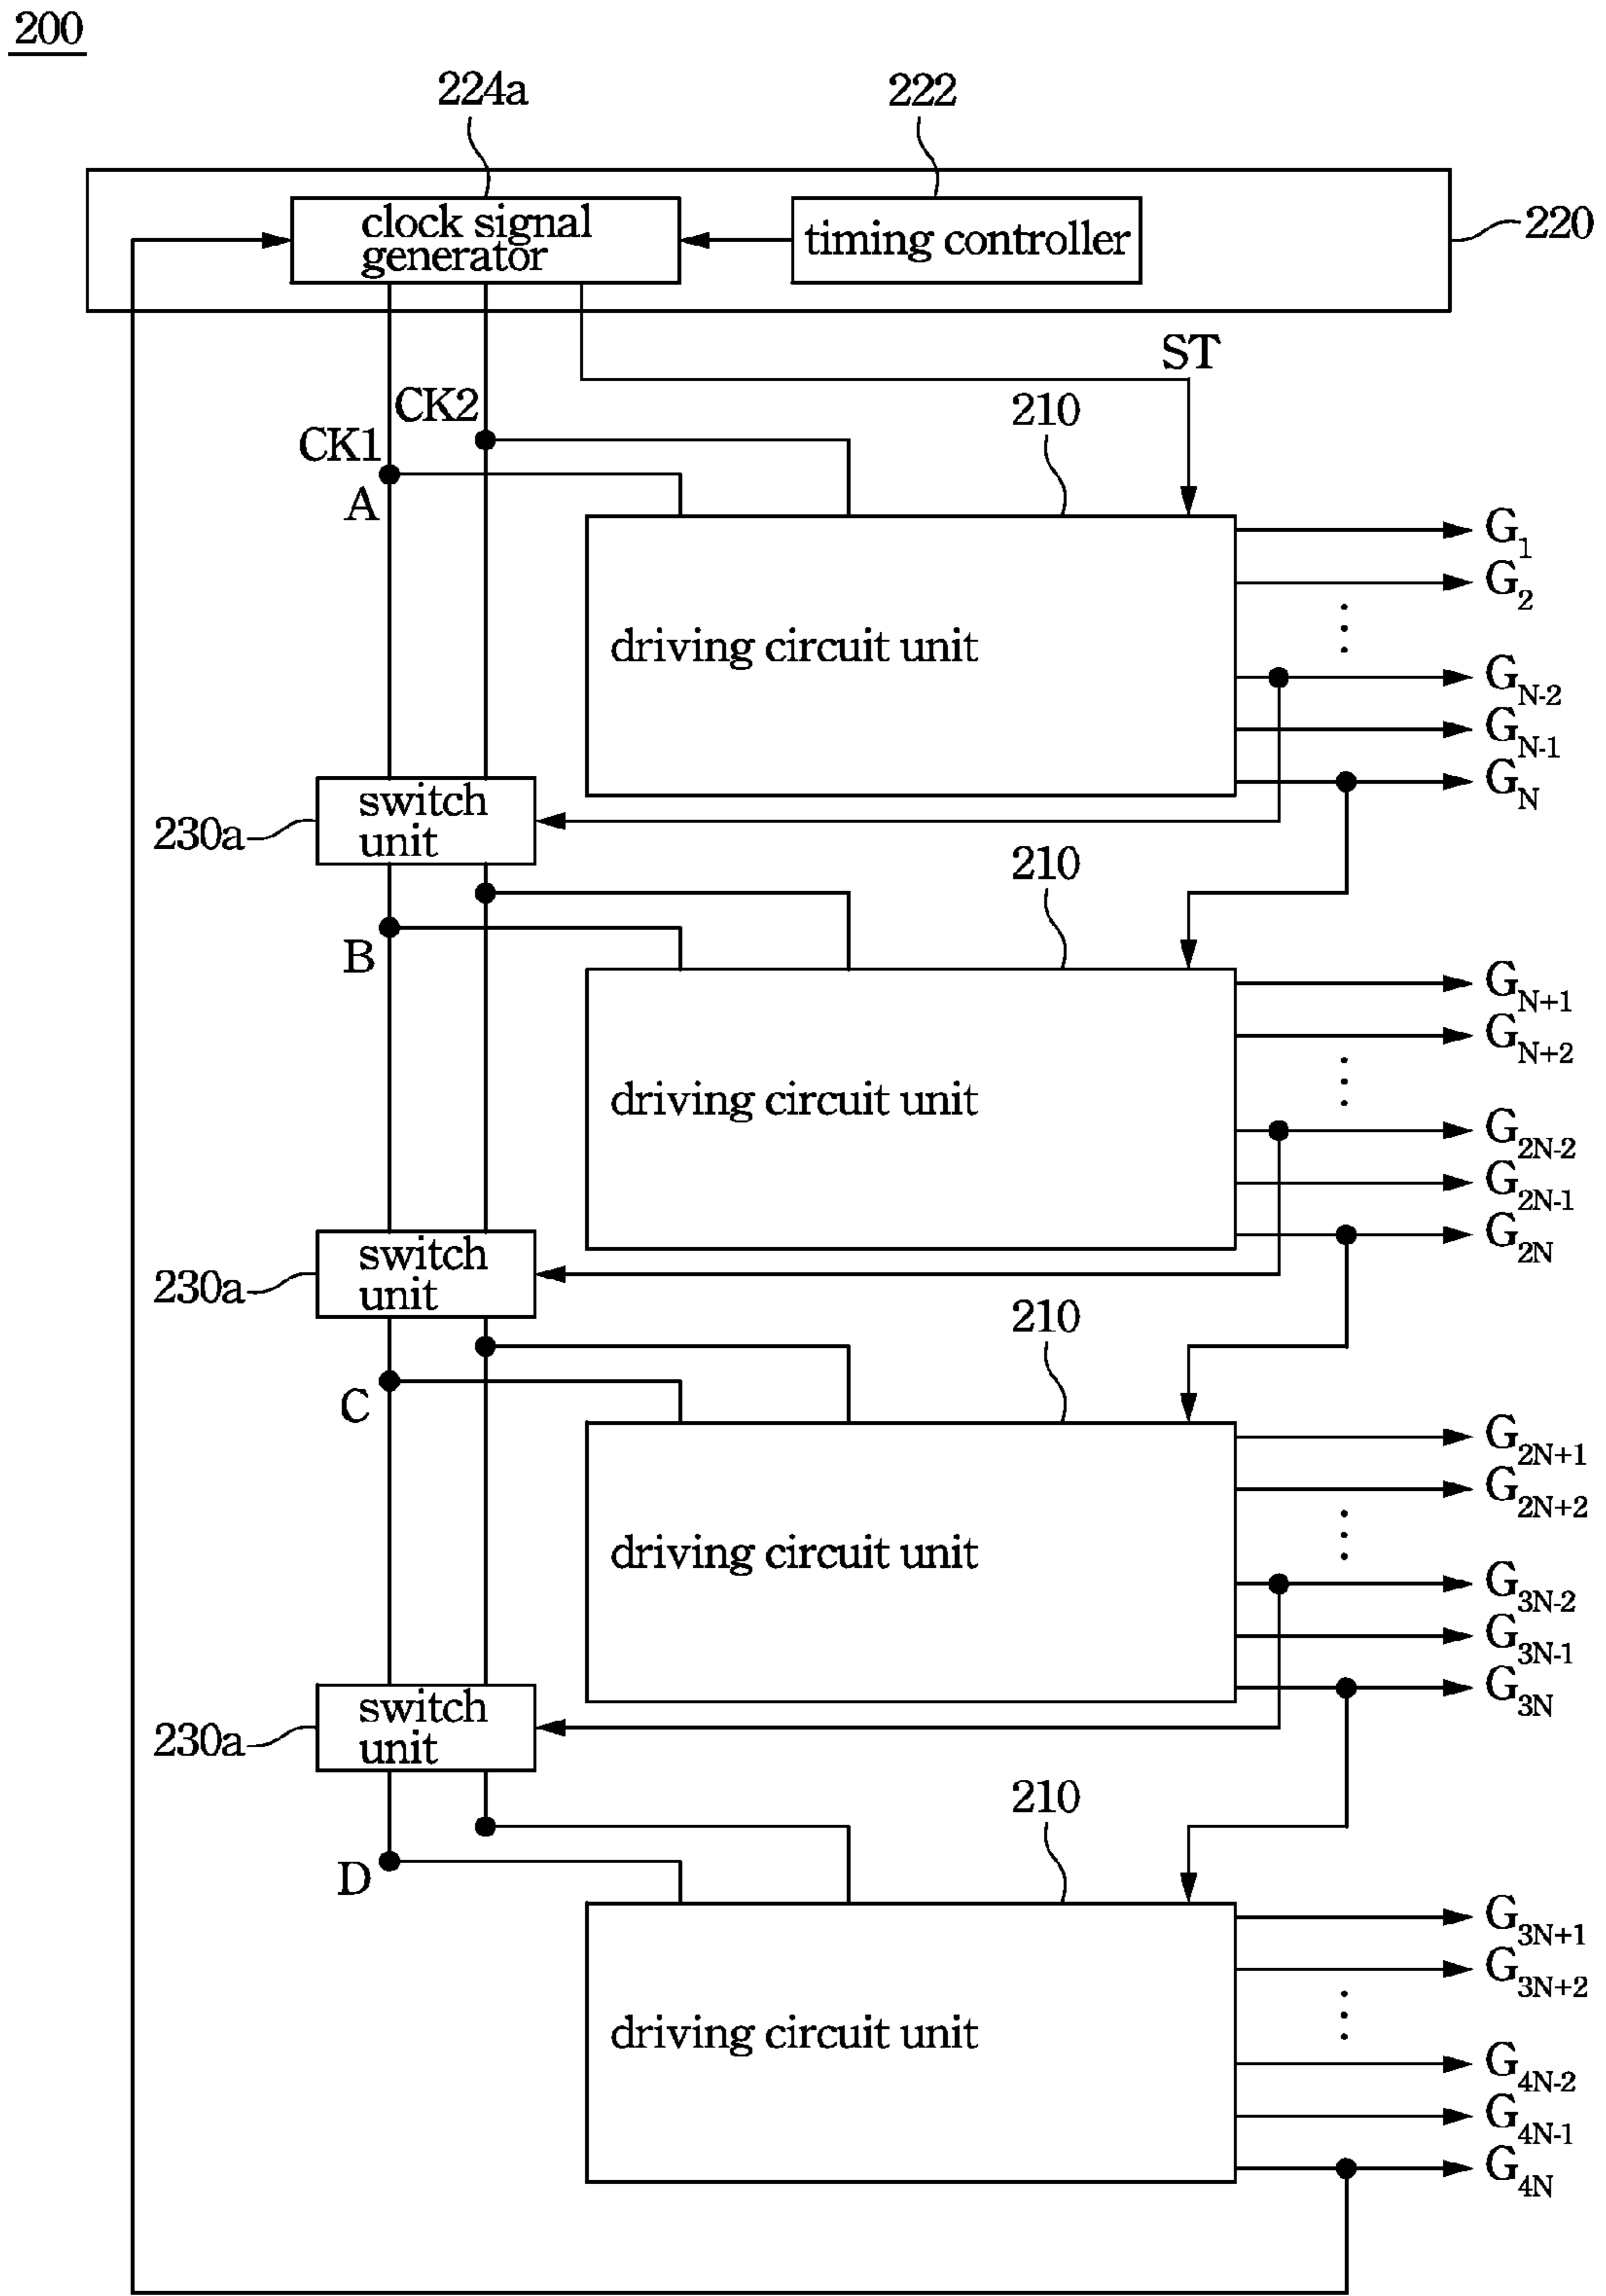 200
224a
222
clock signal
generator
timing controller
220
ST
CK2
210
CK1
A
G1
G2
driving circuit unit
GN-2
GN-1
GN
switch
unit
230a
210
B
GN+1
GN+2
driving circuit unit
G2N-2
G2N-1
G2N
switch
unit
230a
210
C
G2N+1
G2N+2
driving circuit unit
G3N-2
G3N-1
G3N
switch
unit
230a
210
D
G3N+1
G3N+2
driving circuit unit
G4N-2
G4N-1
G4N